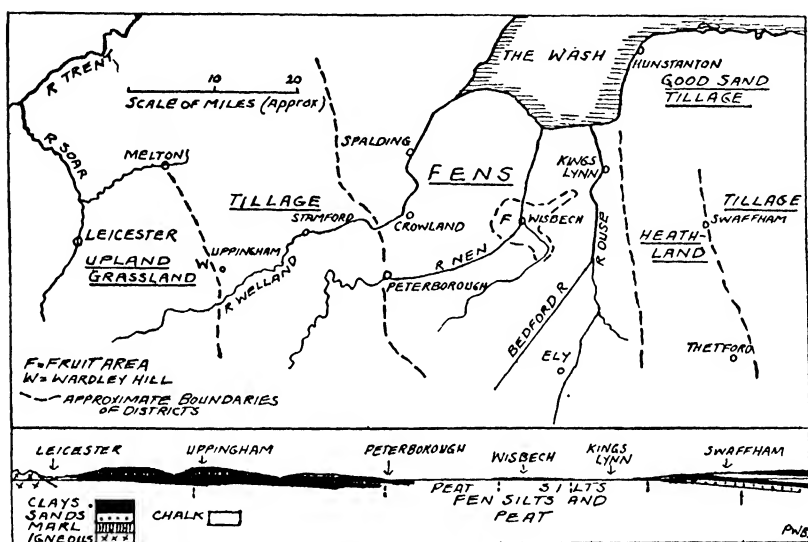 R TRENT
10 20
SCALE OF MILES (Approx)
THE WASH
HUNSTANTON
GOOD SAND
TILLAGE
R SOAR
MELTON
SPALDING
FENS
KINGS
LYNN
TILLAGE
STAMFORD
CROWLAND
F WISBECH
TILLAGE
SWAFFHAM
LEICESTER
UPLAND
GRASSLAND
W UPPINGHAM
R WELLAND
PETERBOROUGH
R NEN
R OUSE
HEATH-
LAND
BEDFORD R
ELY
THETFORD
F=FRUIT AREA
W=WARDLEY HILL
APPROXIMATE BOUNDARIES
OF DISTRICTS
LEICESTER UPPINGHAM PETERBOROUGH WISBECH KINGS
LYNN SWAFFHAM
PEAT SILTS
FEN SILTS AND
PEAT
CLAYS
SANDS
MARL
IGNEOUS
CHALK
PWB